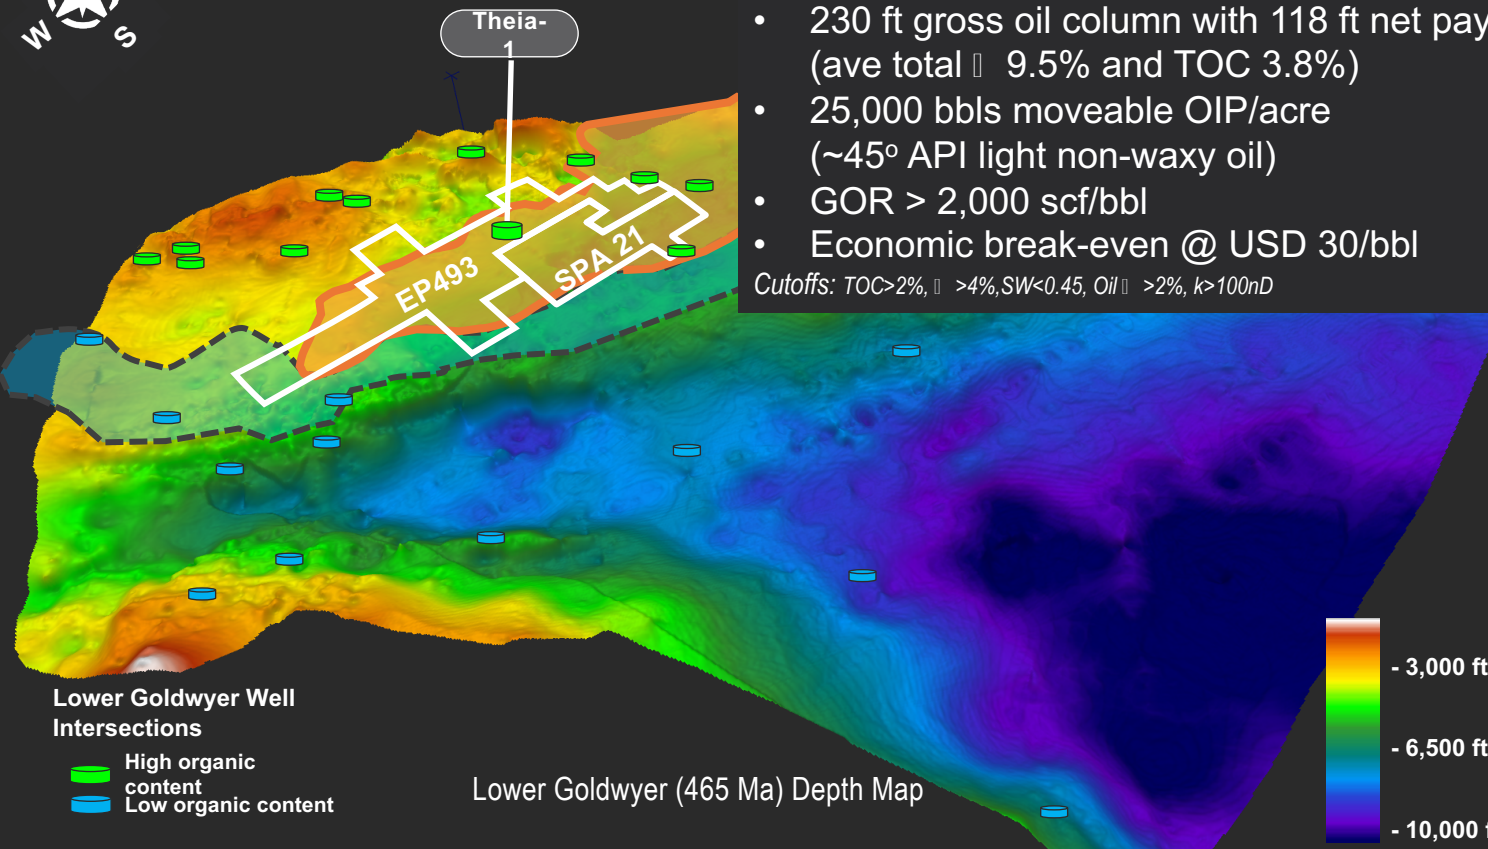 W
S
Theia-
1
• 230 ft gross oil column with 118 ft net pay
(ave total 9.5% and TOC 3.8%)
• 25,000 bbls moveable OIP/acre
(~45º API light non-waxy oil)
• GOR > 2,000 scf/bbl
• Economic break-even @ USD 30/bbl
Cutoffs: TOC>2%, >4%,SW<0.45, Oil >2%, k>100nD
EP493
SPA 21
Lower Goldwyer Well
Intersections
High organic
content
Low organic content
Lower Goldwyer (465 Ma) Depth Map
- 3,000 ft
- 6,500 ft
- 10,000 f